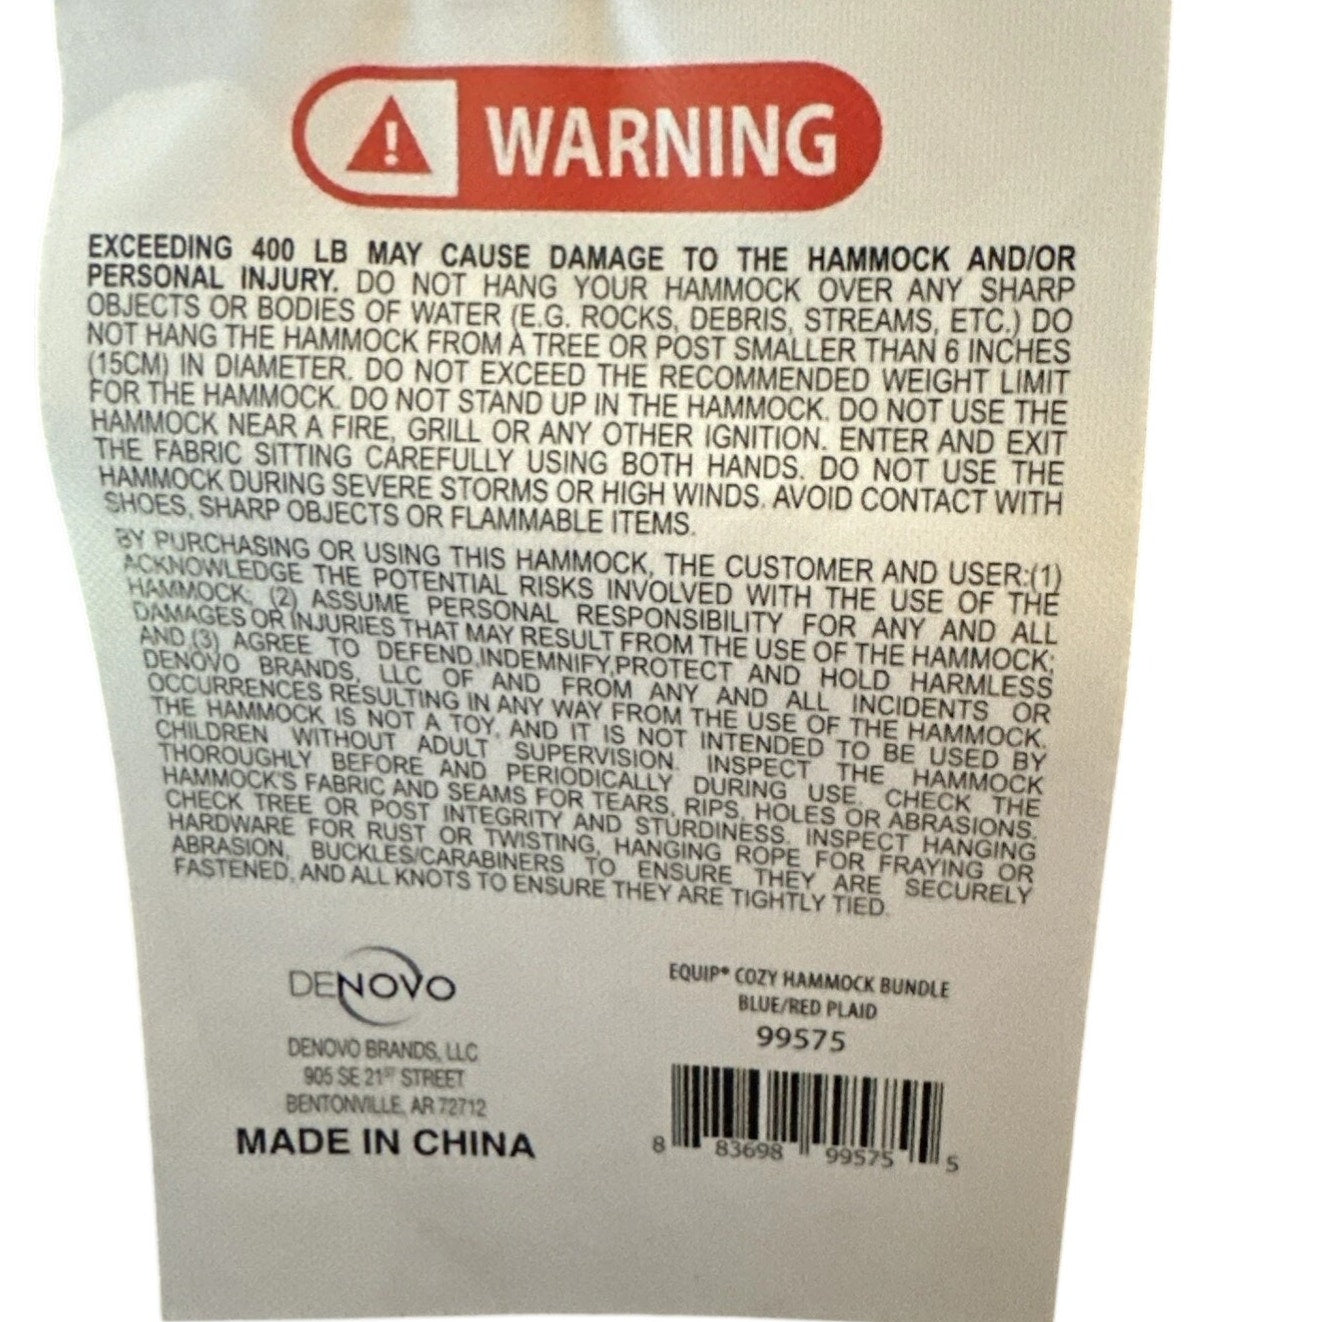 WARNING
EXCEEDING 400 LB MAY CAUSE DAMAGE TO THE HAMMOCK AND/OR
PERSONAL INJURY. DO NOT HANG YOUR HAMMOCK OVER ANY SHARP
OBJECTS OR BODIES OF WATER (E.G. ROCKS, DEBRIS, STREAMS, ETC.) DO
NOT HANG THE HAMMOCK FROM A TREE OR POST SMALLER THAN 6 INCHES
(15CM) IN DIAMETER. DO NOT EXCEED THE RECOMMENDED WEIGHT LIMIT
FOR THE HAMMOCK. DO NOT STAND UP IN THE HAMMOCK. DO NOT USE THE
HAMMOCK NEAR A FIRE, GRILL OR ANY OTHER IGNITION. ENTER AND EXIT
THE FABRIC SITTING CAREFULLY USING BOTH HANDS. DO NOT USE THE
HAMMOCK DURING SEVERE STORMS OR HIGH WINDS. AVOID CONTACT WITH
SHOES, SHARP OBJECTS OR FLAMMABLE ITEMS.
BY PURCHASING OR USING THIS HAMMOCK, THE CUSTOMER AND USER:(1)
ACKNOWLEDGE THE POTENTIAL RISKS INVOLVED WITH THE USE OF THE
HAMMOCK; (2) ASSUME PERSONAL RESPONSIBILITY FOR ANY AND ALL
DAMAGES OR INJURIES THAT MAY RESULT FROM THE USE OF THE HAMMOCK;
AND (3) AGREE TO DEFEND,INDEMNIFY,PROTECT AND HOLD HARMLESS
DENOVO BRANDS, LLC OF AND FROM ANY AND ALL INCIDENTS OR
OCCURRENCES RESULTING IN ANY WAY FROM THE USE OF THE HAMMOCK.
THE HAMMOCK IS NOT A TOY, AND IT IS NOT INTENDED TO BE USED BY
CHILDREN WITHOUT ADULT SUPERVISION. INSPECT THE HAMMOCK
THOROUGHLY BEFORE AND PERIODICALLY DURING USE. CHECK THE
HAMMOCK'S FABRIC AND SEAMS FOR TEARS, RIPS, HOLES OR ABRASIONS.
CHECK TREE OR POST INTEGRITY AND STURDINESS. INSPECT HANGING
HARDWARE FOR RUST OR TWISTING, HANGING ROPE FOR FRAYING OR
ABRASION, BUCKLES/CARABINERS TO ENSURE THEY ARE SECURELY
FASTENED, AND ALL KNOTS TO ENSURE THEY ARE TIGHTLY TIED.
DENOVO
DENOVO BRANDS, LLC
905 SE 21ST STREET
BENTONVILLE, AR 72712
MADE IN CHINA
EQUIP® COZY HAMMOCK BUNDLE
BLUE/RED PLAID
99575
8 83698 99575 5